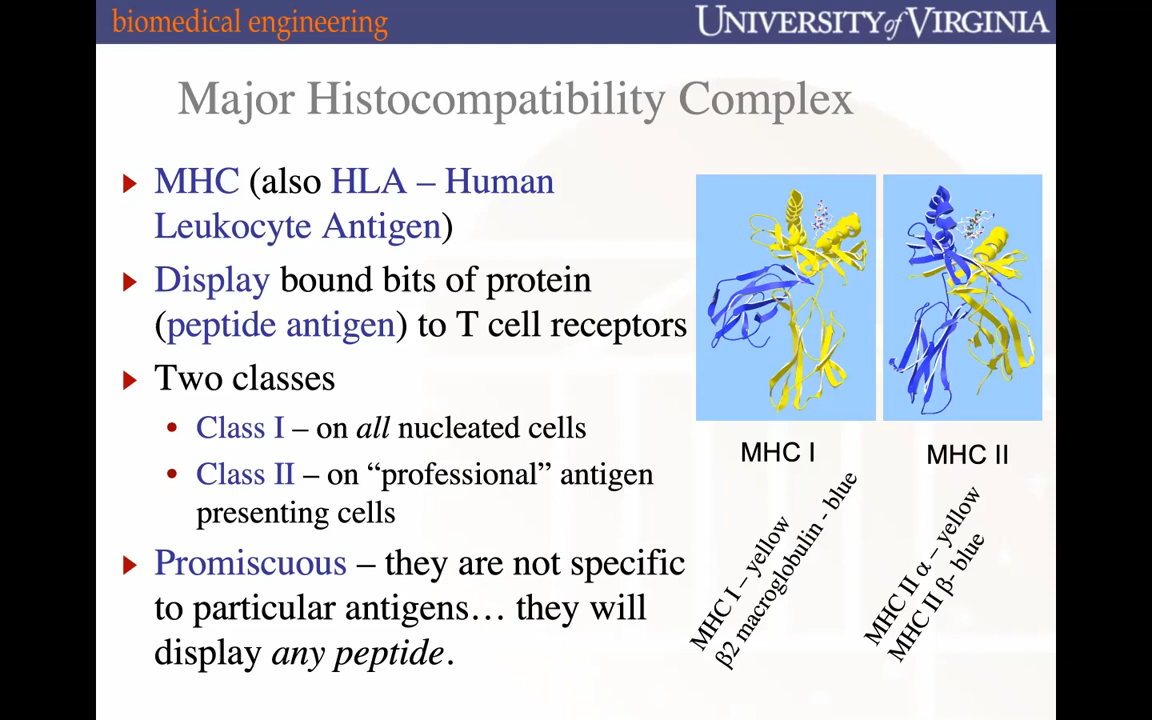 biomedical engineering
UNIVERSITY of VIRGINIA
Major Histocompatibility Complex
MHC (also HLA – Human
Leukocyte Antigen)
Display bound bits of protein
(peptide antigen) to T cell receptors
Two classes
• Class I – on all nucleated cells
• Class II – on “professional” antigen
presenting cells
Promiscuous – they are not specific
to particular antigens… they will
display any peptide.
MHC I
MHC II
MHC I – yellow
β2 macroglobulin - blue
MHC II α – yellow
MHC II β- blue